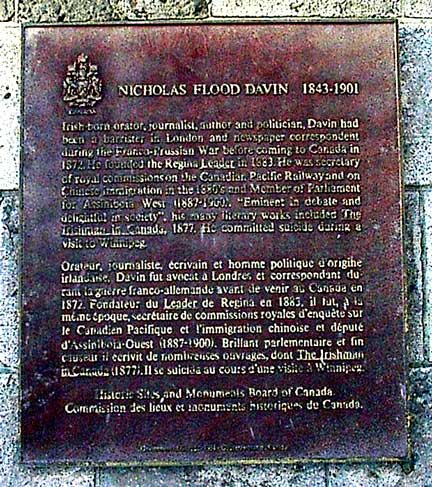 CANADA
NICHOLAS FLOOD DAVIN 1843-1901
Irish-born orator, journalist, author and politician, Davin had
been a barrister in London and newspaper correspondent
during the Franco-Prussian War before coming to Canada in
1872. He founded the Regina Leader in 1883. He was secretary
of royal commissions on the Canadian Pacific Railway and on
Chinese immigration in the 1880's and Member of Parliament
for Assiniboia West (1887-1900). "Eminent in debate and
delightful in society", his many literary works included The
Irishman in Canada, 1877. He committed suicide during a
visit to Winnipeg.
Orateur, journaliste, écrivain et homme politique d'origine
irlandaise, Davin fut avocat à Londres et correspondant du-
rant la guerre franco-allemande avant de venir au Canada en
1872. Fondateur du Leader de Regina en 1883, il fut, à la
même époque, secrétaire de commissions royales d'enquête sur
le Canadien Pacifique et l'immigration chinoise et député
d'Assiniboia-Ouest (1887-1900). Brillant parlementaire et fin
causeur il écrivit de nombreuses ouvrages, dont The Irishman
in Canada (1877). Il se suicida au cours d'une visite à Winnipeg.
Historic Sites and Monuments Board of Canada.
Commission des lieux et monuments historiques du Canada.